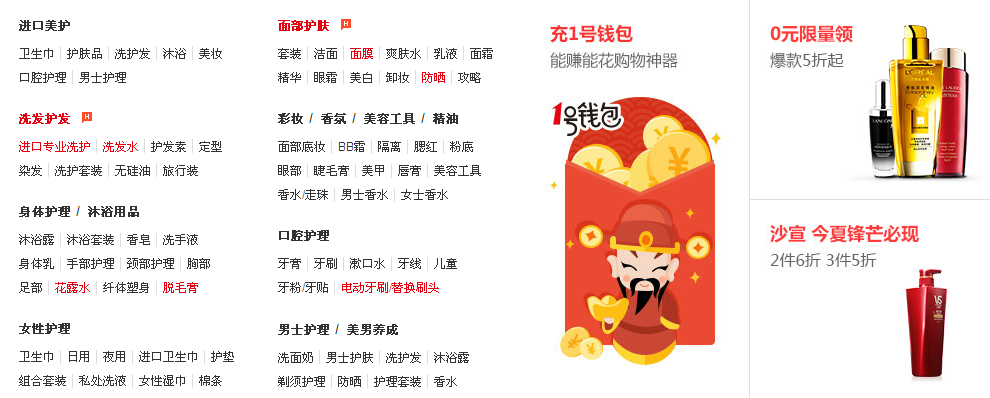 进口美护
卫生巾 护肤品 洗护发 沐浴 美妆
口腔护理 男士护理
洗发护发 H
进口专业洗护 洗发水 护发素 定型
染发 洗护套装 无硅油 旅行装
身体护理 / 沐浴用品
沐浴露 沐浴套装 香皂 洗手液
身体乳 手部护理 颈部护理 胸部
足部 花露水 纤体塑身 脱毛膏
女性护理
卫生巾 日用 夜用 进口卫生巾 护垫
组合套装 私处洗液 女性湿巾 棉条
面部护肤 H
套装 洁面 面膜 爽肤水 乳液 面霜
精华 眼霜 美白 卸妆 防晒 攻略
彩妆 / 香氛 / 美容工具 / 精油
面部底妆 BB霜 隔离 腮红 粉底
眼部 睫毛膏 美甲 唇膏 美容工具
香水/走珠 男士香水 女士香水
口腔护理
牙膏 牙刷 漱口水 牙线 儿童
牙粉/牙贴 电动牙刷/替换刷头
男士护理 / 美男养成
洗面奶 男士护肤 洗护发 沐浴露
剃须护理 防晒 护理套装 香水
充1号钱包
能赚能花购物神器
1号钱包
0元限量领
爆款5折起
LANCOME
L'OREAL
沙宣 今夏锋芒必现
2件6折 3件5折
VS